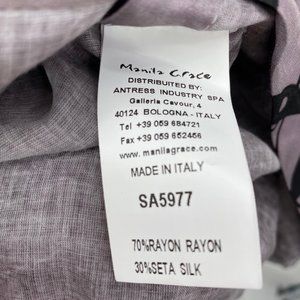 Manila Grace
DISTRIBUTED BY:
ANTRESS INDUSTRY SPA
Galleria Cavour, 4
40124 BOLOGNA - ITALY
Tel +39 059 684721
Fax +39 059 652456
www.manilagrace.com
MADE IN ITALY
SA5977
70%RAYON RAYON
30%SETA SILK